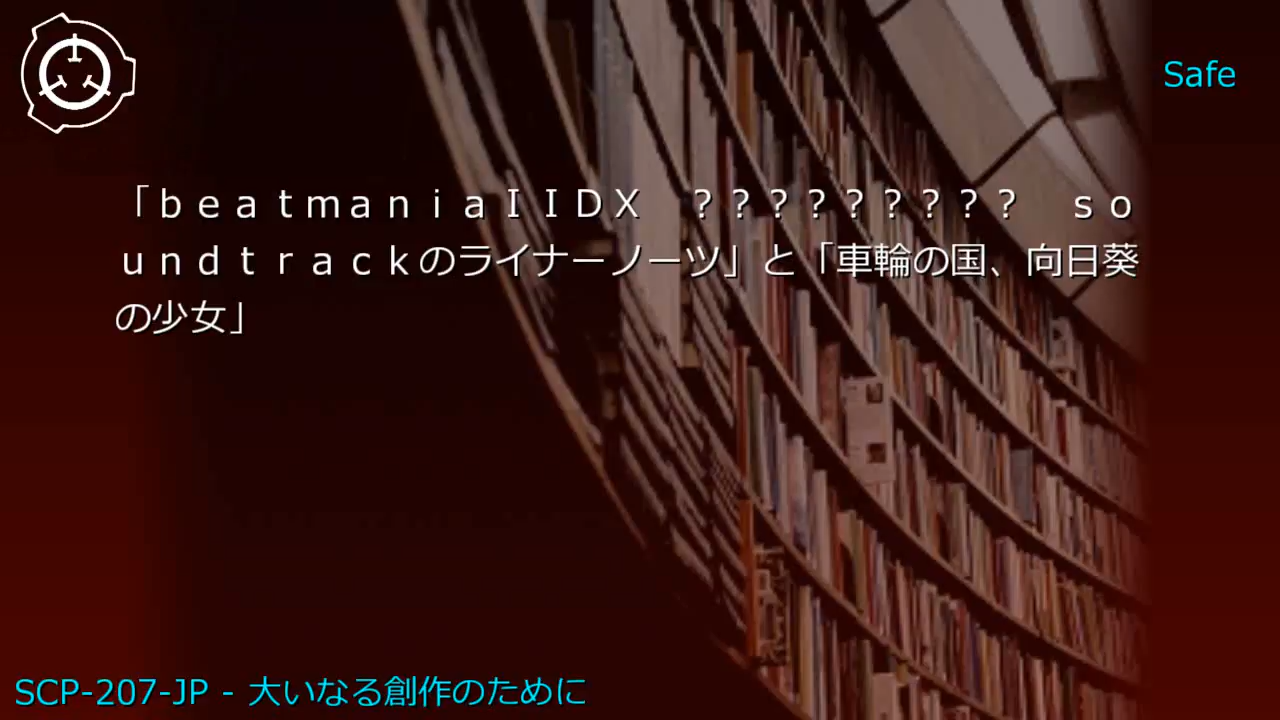 Safe
「ｂｅａｔｍａｎｉａＩＩＤＸ　？？？？？？？？？　ｓｏ
ｕｎｄｔｒａｃｋのライナーノーツ」と「車輪の国、向日葵
の少女」
SCP-207-JP - 大いなる創作のために